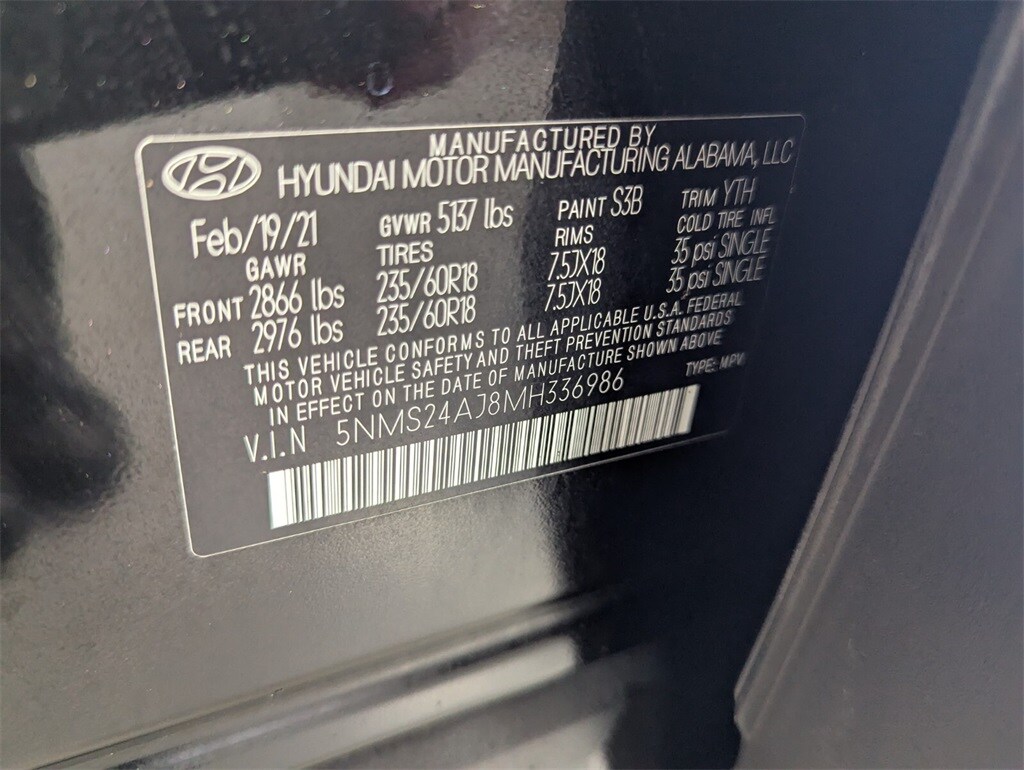 MANUFACTURED BY
HYUNDAI MOTOR MANUFACTURING ALABAMA, LLC
Feb/19/21 GVWR 5137 lbs PAINT S3B TRIM YTH
GAWR TIRES RIMS COLD TIRE INFL
FRONT 2866 lbs 235/60R18 7.5JX18 35 psi SINGLE
REAR 2976 lbs 235/60R18 7.5JX18 35 psi SINGLE
THIS VEHICLE CONFORMS TO ALL APPLICABLE U.S.A. FEDERAL
MOTOR VEHICLE SAFETY AND THEFT PREVENTION STANDARDS
IN EFFECT ON THE DATE OF MANUFACTURE SHOWN ABOVE
V.I.N 5NMS24AJ8MH336986 TYPE: MPV